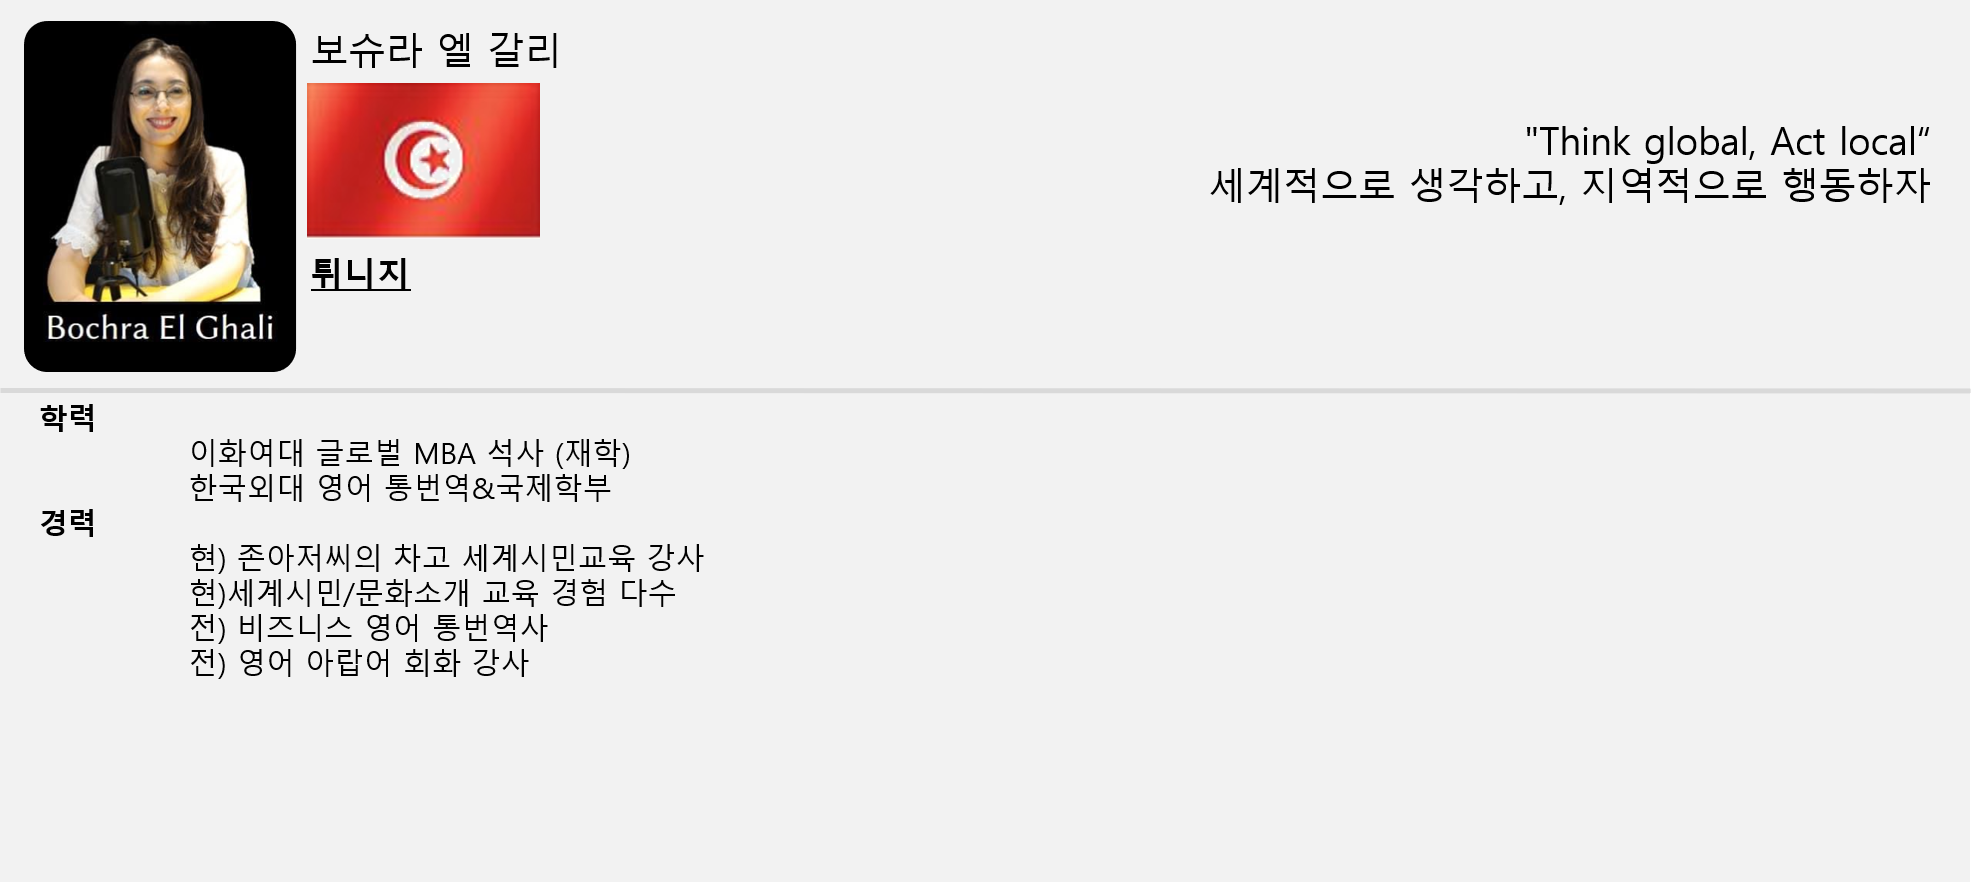 보슈라 엘 갈리
튀니지
Bochra El Ghali
"Think global, Act local“
세계적으로 생각하고, 지역적으로 행동하자
학력
이화여대 글로벌 MBA 석사 (재학)
한국외대 영어 통번역&국제학부
경력
현) 존아저씨의 차고 세계시민교육 강사
현)세계시민/문화소개 교육 경험 다수
전) 비즈니스 영어 통번역사
전) 영어 아랍어 회화 강사